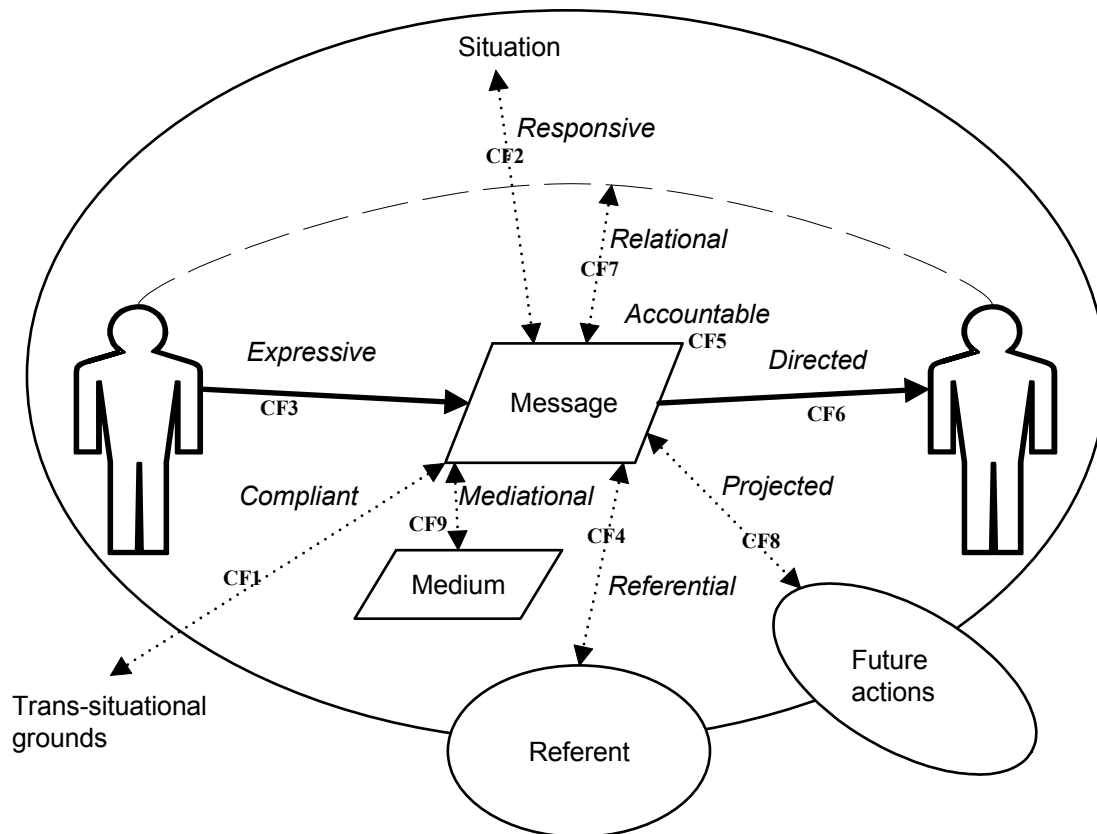 Situation
Responsive
CF2
Relational
CF7
Accountable
CF5
Expressive
CF3
Message
Directed
CF6
Compliant
CF1
Mediational
CF9
Medium
CF4
Referential
Projected
CF8
Future
actions
Trans-situational
grounds
Referent